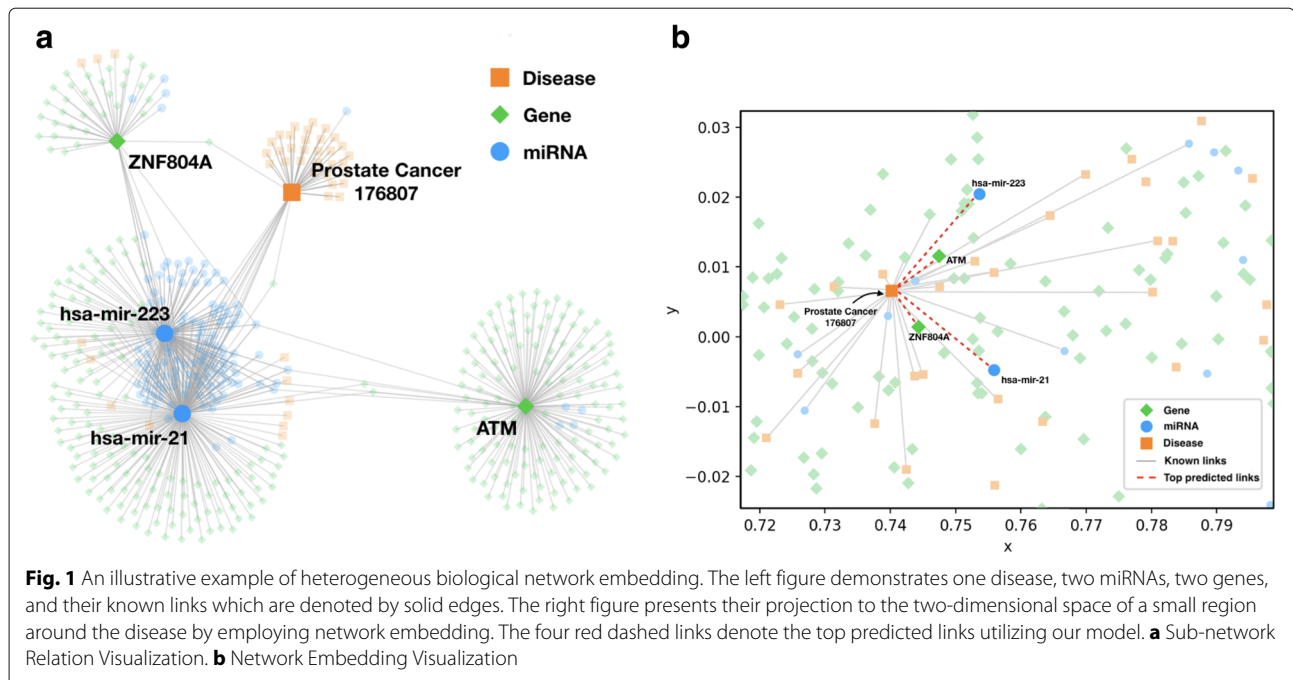 a
Disease
Gene
miRNA
ZNF804A
Prostate Cancer
176807
hsa-mir-223
hsa-mir-21
ATM
b
0.03
0.02
0.01
0.00
−0.01
−0.02
y
0.72 0.73 0.74 0.75 0.76 0.77 0.78 0.79
x
hsa-mir-223
ATM
Prostate Cancer
176807
ZNF804A
hsa-mir-21
Gene
miRNA
Disease
Known links
Top predicted links
Fig. 1 An illustrative example of heterogeneous biological network embedding. The left figure demonstrates one disease, two miRNAs, two genes,
and their known links which are denoted by solid edges. The right figure presents their projection to the two-dimensional space of a small region
around the disease by employing network embedding. The four red dashed links denote the top predicted links utilizing our model. a Sub-network
Relation Visualization. b Network Embedding Visualization